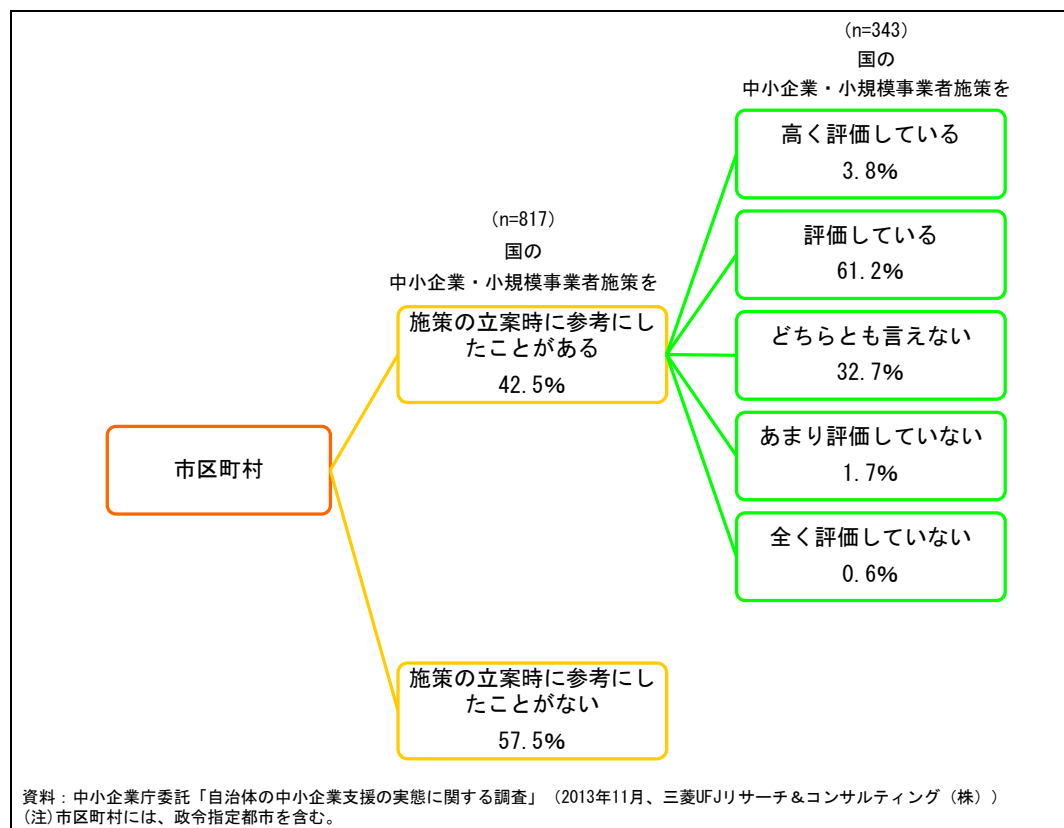 (n=343)
国の
中小企業・小規模事業者施策を
高く評価している
3.8%
(n=817)
国の
中小企業・小規模事業者施策を
評価している
61.2%
施策の立案時に参考にし
たことがある
42.5%
どちらとも言えない
32.7%
あまり評価していない
1.7%
市区町村
全く評価していない
0.6%
施策の立案時に参考にし
たことがない
57.5%
資料：中小企業庁委託「自治体の中小企業支援の実態に関する調査」（2013年11月、三菱UFJリサーチ＆コンサルティング（株））
(注)市区町村には、政令指定都市を含む。